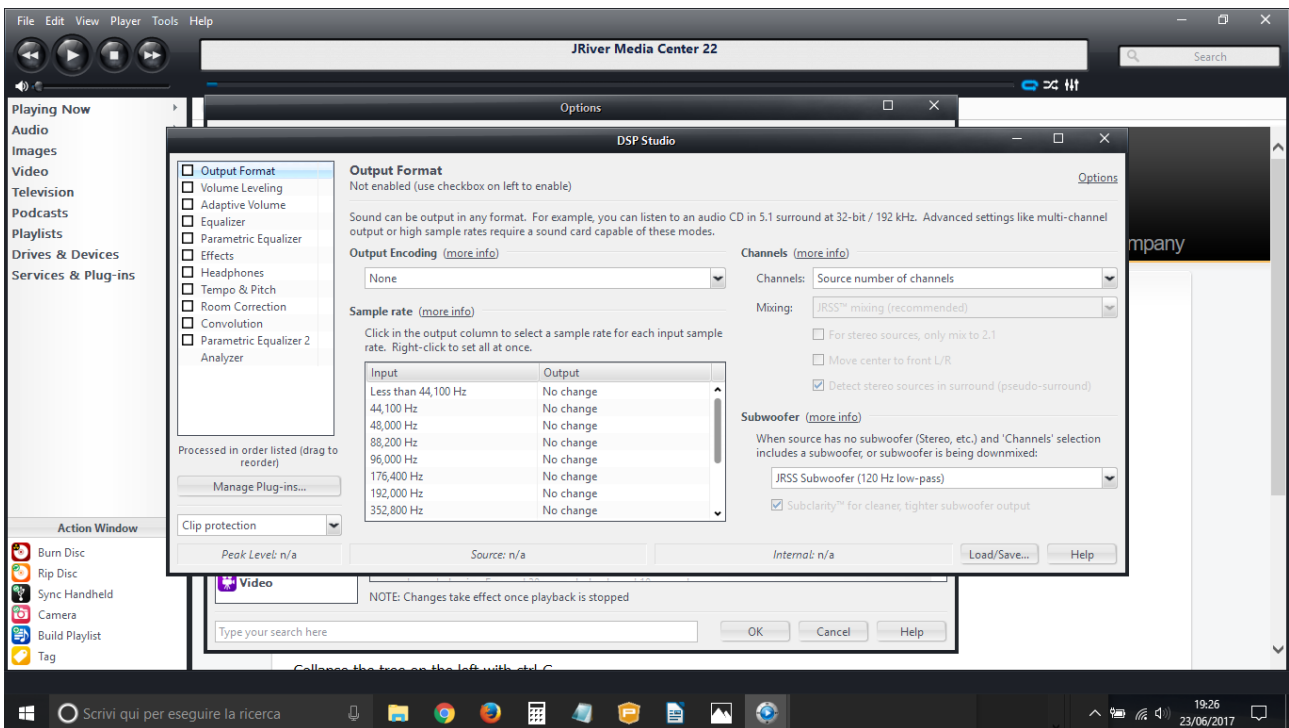 File Edit View Player Tools Help
JRiver Media Center 22
Search
Playing Now
Audio
Images
Video
Television
Podcasts
Playlists
Drives & Devices
Services & Plug-ins
Options
mpany
DSP Studio
Output Format
Volume Leveling
Adaptive Volume
Equalizer
Parametric Equalizer
Effects
Headphones
Tempo & Pitch
Room Correction
Convolution
Parametric Equalizer 2
Analyzer
Processed in order listed (drag to
reorder)
Manage Plug-ins...
Clip protection
Output Format
Not enabled (use checkbox on left to enable)
Options
Sound can be output in any format. For example, you can listen to an audio CD in 5.1 surround at 32-bit / 192 kHz. Advanced settings like multi-channel
output or high sample rates require a sound card capable of these modes.
Output Encoding (more info)
None
Sample rate (more info)
Click in the output column to select a sample rate for each input sample
rate. Right-click to set all at once.
Input Output
Less than 44,100 Hz No change
44,100 Hz No change
48,000 Hz No change
88,200 Hz No change
96,000 Hz No change
176,400 Hz No change
192,000 Hz No change
352,800 Hz No change
Channels (more info)
Channels: Source number of channels
Mixing: JRSS™ mixing (recommended)
For stereo sources, only mix to 2.1
Move center to front L/R
Detect stereo sources in surround (pseudo-surround)
Subwoofer (more info)
When source has no subwoofer (Stereo, etc.) and 'Channels' selection
includes a subwoofer, or subwoofer is being downmixed:
JRSS Subwoofer (120 Hz low-pass)
Subclarity™ for cleaner, tighter subwoofer output
Peak Level: n/a Source: n/a Internal: n/a Load/Save... Help
Action Window
Burn Disc
Rip Disc
Sync Handheld
Camera
Build Playlist
Tag
Video
NOTE: Changes take effect once playback is stopped
Type your search here OK Cancel Help
Collapse the tree on the left with ctrl-G
Scrivi qui per eseguire la ricerca
19:26
23/06/2017